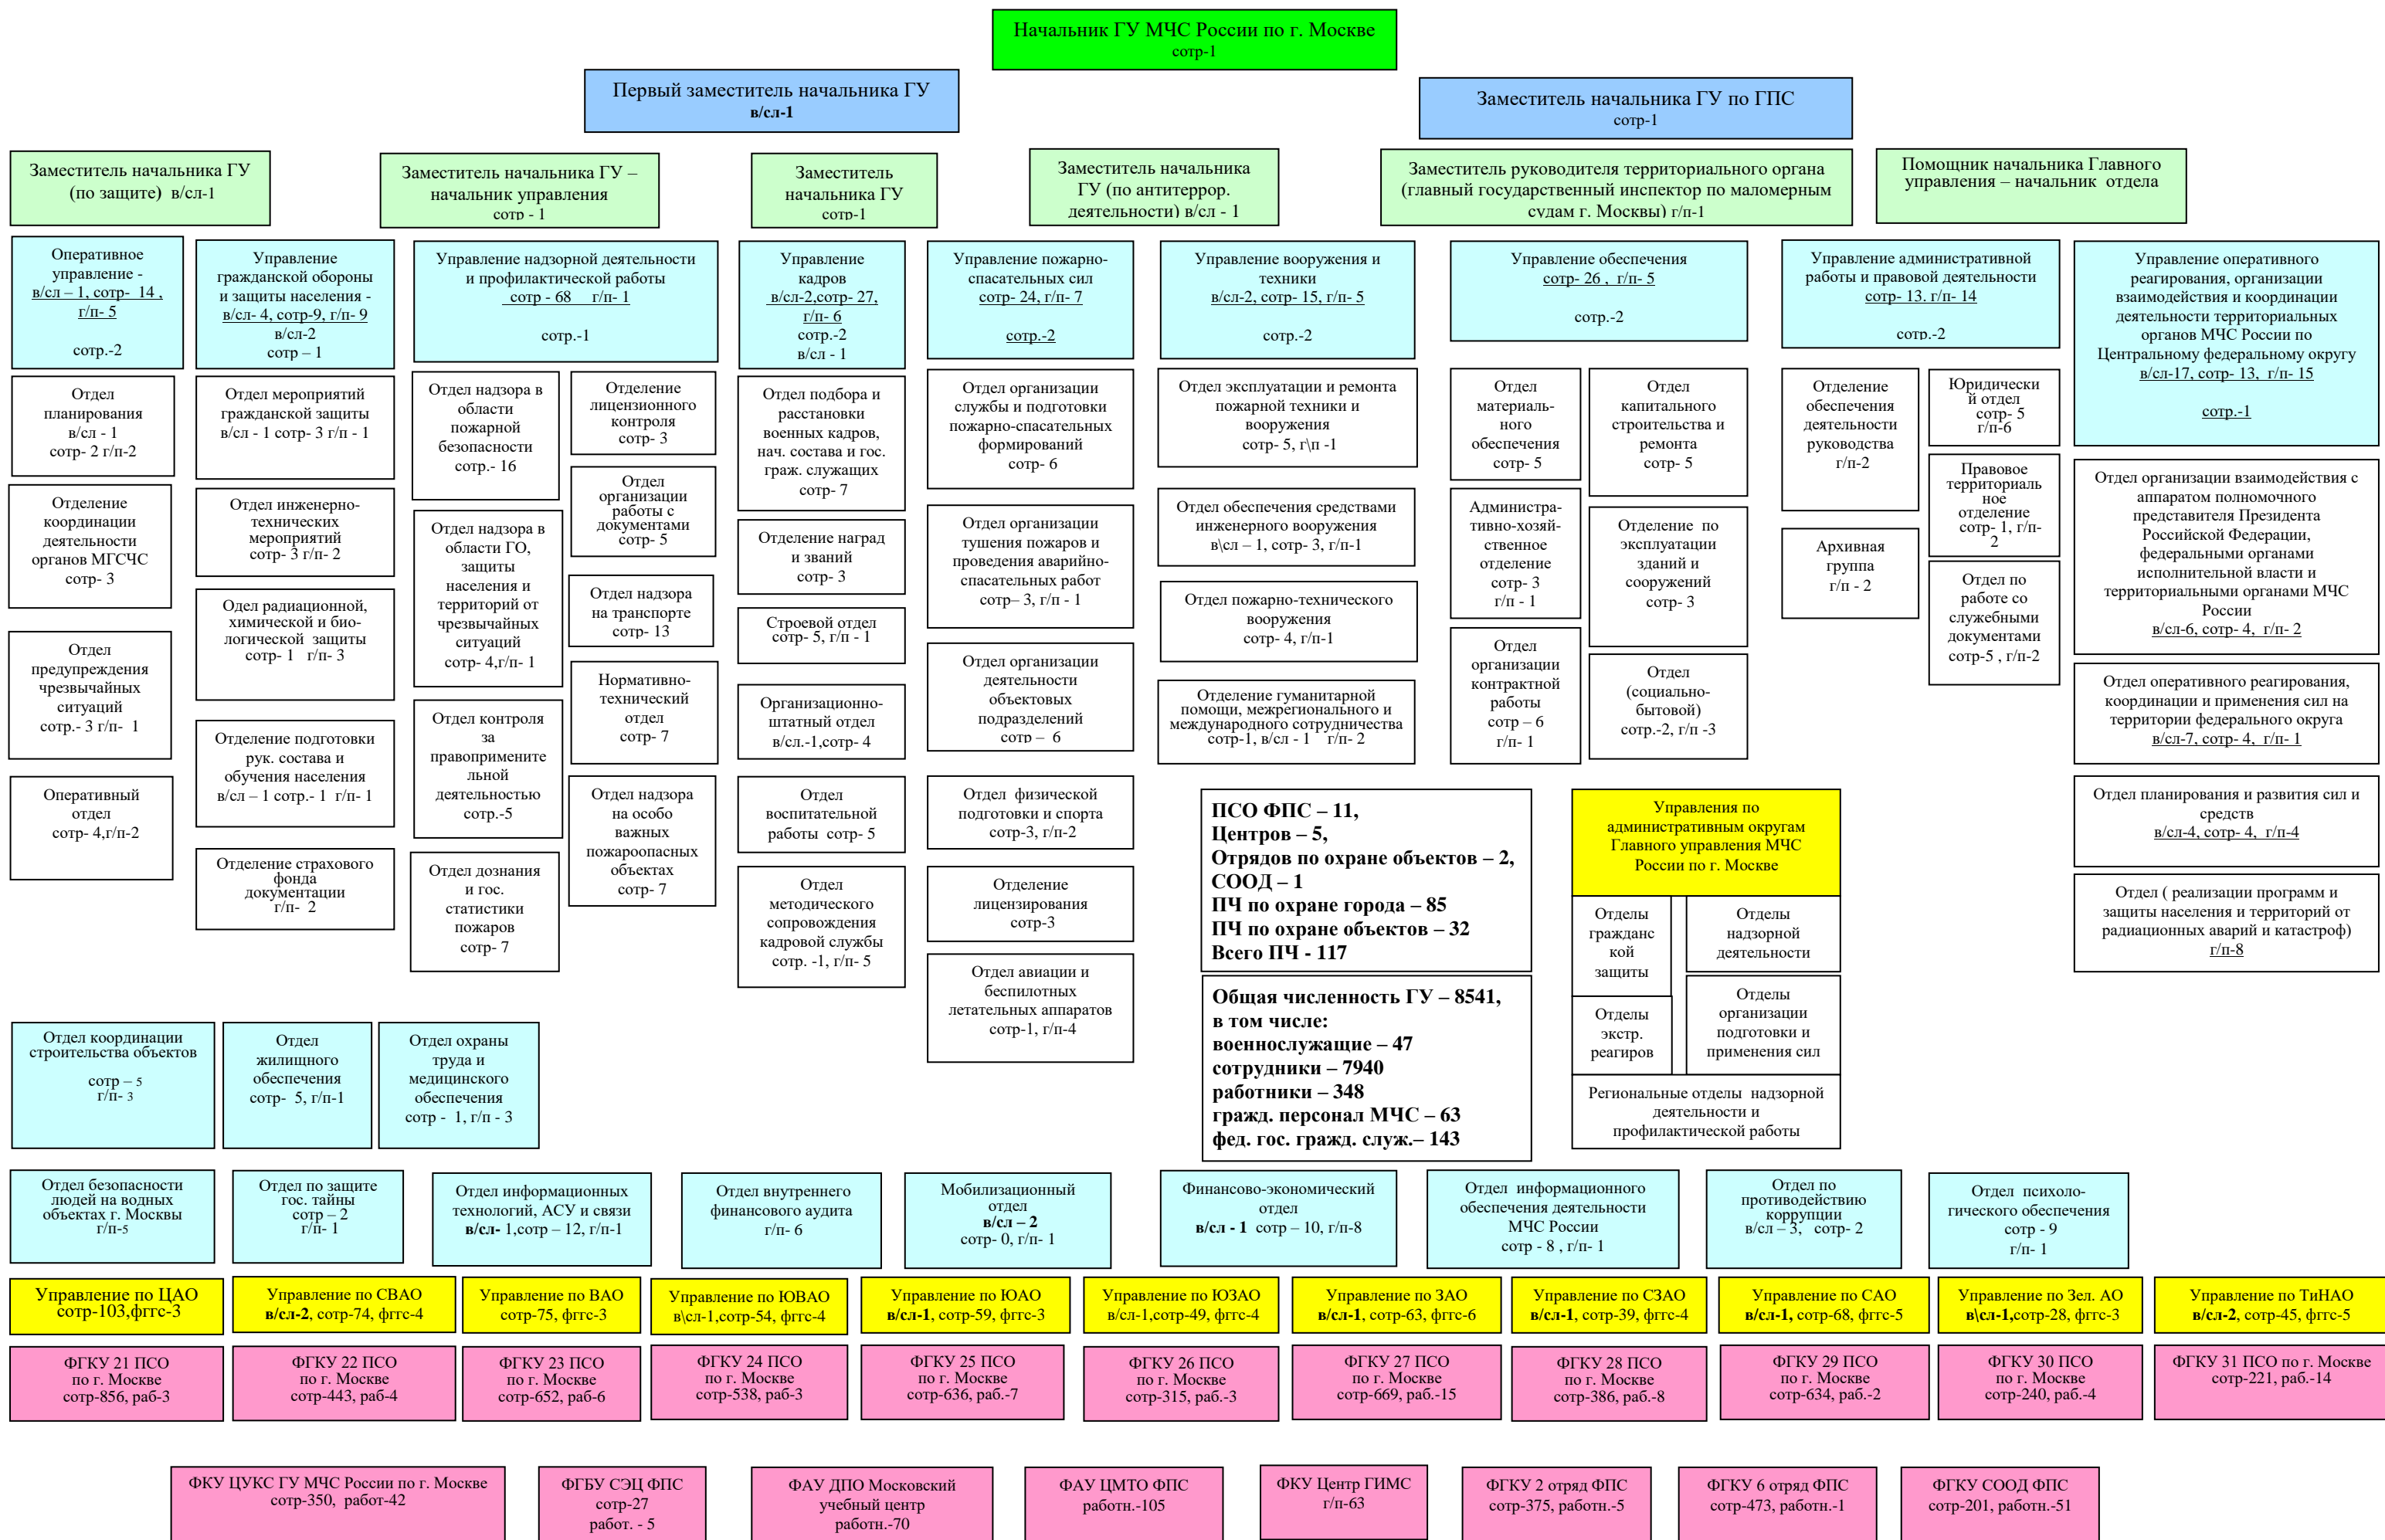 Начальник ГУ МЧС России по г. Москве
сотр-1
Первый заместитель начальника ГУ
в/сл-1
Заместитель начальника ГУ по ГПС
сотр-1
Заместитель начальника ГУ
(по защите) в/сл-1
Заместитель начальника ГУ –
начальник управления
сотр - 1
Заместитель
начальника ГУ
сотр-1
Заместитель начальника
ГУ (по антитеррор.
деятельности) в/сл - 1
Заместитель руководителя территориального органа
(главный государственный инспектор по маломерным
судам г. Москвы) г/п-1
Помощник начальника Главного
управления – начальник отдела
Оперативное
управление -
в/сл – 1, сотр- 14 ,
г/п- 5
сотр.-2
Управление
гражданской обороны
и защиты населения -
в/сл- 4, сотр-9, г/п- 9
в/сл-2
сотр – 1
Управление надзорной деятельности
и профилактической работы
сотр - 68 г/п- 1
сотр.-1
Управление
кадров
в/сл-2,сотр- 27,
г/п- 6
сотр.-2
в/сл - 1
Управление пожарно-
спасательных сил
сотр- 24, г/п- 7
сотр.-2
Управление вооружения и
техники
в/сл-2, сотр- 15, г/п- 5
сотр.-2
Управление обеспечения
сотр- 26 , г/п- 5
сотр.-2
Управление административной
работы и правовой деятельности
сотр- 13. г/п- 14
сотр.-2
Управление оперативного
реагирования, организации
взаимодействия и координации
деятельности территориальных
органов МЧС России по
Центральному федеральному округу
в/сл-17, сотр- 13, г/п- 15
сотр.-1
Отдел
планирования
в/сл - 1
сотр- 2 г/п-2
Отделение
координации
деятельности
органов МГСЧС
сотр- 3
Отдел
предупреждения
чрезвычайных
ситуаций
сотр.- 3 г/п- 1
Оперативный
отдел
сотр- 4,г/п-2
Отдел мероприятий
гражданской защиты
в/сл - 1 сотр- 3 г/п - 1
Отдел инженерно-
технических
мероприятий
сотр- 3 г/п- 2
Одел радиационной,
химической и био-
логической защиты
сотр- 1 г/п- 3
Отделение подготовки
рук. состава и
обучения населения
в/сл – 1 сотр.- 1 г/п- 1
Отделение страхового
фонда
документации
г/п- 2
Отдел надзора в
области
пожарной
безопасности
сотр.- 16
Отдел надзора в
области ГО,
защиты
населения и
территорий от
чрезвычайных
ситуаций
сотр- 4,г/п- 1
Отдел контроля
за
правопримените
льной
деятельностью
сотр.-5
Отдел дознания
и гос.
статистики
пожаров
сотр- 7
Отделение
лицензионного
контроля
сотр- 3
Отдел
организации
работы с
документами
сотр- 5
Отдел надзора
на транспорте
сотр- 13
Нормативно-
технический
отдел
сотр- 7
Отдел надзора
на особо
важных
пожароопасных
объектах
сотр- 7
Отдел подбора и
расстановки
военных кадров,
нач. состава и гос.
граж. служащих
сотр- 7
Отделение наград
и званий
сотр- 3
Строевой отдел
сотр- 5, г/п - 1
Организационно-
штатный отдел
в/сл.-1,сотр- 4
Отдел
воспитательной
работы сотр- 5
Отдел
методического
сопровождения
кадровой службы
сотр. -1, г/п- 5
Отдел организации
службы и подготовки
пожарно-спасательных
формирований
сотр- 6
Отдел организации
тушения пожаров и
проведения аварийно-
спасательных работ
сотр– 3, г/п - 1
Отдел организации
деятельности
объектовых
подразделений
сотр – 6
Отдел физической
подготовки и спорта
сотр-3, г/п-2
Отделение
лицензирования
сотр-3
Отдел авиации и
беспилотных
летательных аппаратов
сотр-1, г/п-4
Отдел эксплуатации и ремонта
пожарной техники и
вооружения
сотр- 5, г\п -1
Отдел обеспечения средствами
инженерного вооружения
в\сл – 1, сотр- 3, г/п-1
Отдел пожарно-технического
вооружения
сотр- 4, г/п-1
Отделение гуманитарной
помощи, межрегионального и
международного сотрудничества
сотр-1, в/сл - 1 г/п- 2
Отдел
материаль-
ного
обеспечения
сотр- 5
Администра-
тивно-хозяй-
ственное
отделение
сотр- 3
г/п - 1
Отдел
организации
контрактной
работы
сотр – 6
г/п- 1
Отдел
капитального
строительства и
ремонта
сотр- 5
Отделение по
эксплуатации
зданий и
сооружений
сотр- 3
Отдел
(социально-
бытовой)
сотр.-2, г/п -3
Отделение
обеспечения
деятельности
руководства
г/п-2
Архивная
группа
г/п - 2
Юридически
й отдел
сотр- 5
г/п-6
Правовое
территориаль
ное
отделение
сотр- 1, г/п-
2
Отдел по
работе со
служебными
документами
сотр-5 , г/п-2
Отдел организации взаимодействия с
аппаратом полномочного
представителя Президента
Российской Федерации,
федеральными органами
исполнительной власти и
территориальными органами МЧС
России
в/сл-6, сотр- 4, г/п- 2
Отдел оперативного реагирования,
координации и применения сил на
территории федерального округа
в/сл-7, сотр- 4, г/п- 1
Отдел планирования и развития сил и
средств
в/сл-4, сотр- 4, г/п-4
Отдел ( реализации программ и
защиты населения и территорий от
радиационных аварий и катастроф)
г/п-8
ПСО ФПС – 11,
Центров – 5,
Отрядов по охране объектов – 2,
СООД – 1
ПЧ по охране города – 85
ПЧ по охране объектов – 32
Всего ПЧ - 117
Общая численность ГУ – 8541,
в том числе:
военнослужащие – 47
сотрудники – 7940
работники – 348
гражд. персонал МЧС – 63
фед. гос. гражд. служ.– 143
Управления по
административным округам
Главного управления МЧС
России по г. Москве
Отделы
гражданс
кой
защиты
Отделы
надзорной
деятельности
Отделы
экстр.
реагиров
Отделы
организации
подготовки и
применения сил
Региональные отделы надзорной
деятельности и
профилактической работы
Отдел координации
строительства объектов
сотр – 5
г/п- 3
Отдел
жилищного
обеспечения
сотр- 5, г/п-1
Отдел охраны
труда и
медицинского
обеспечения
сотр - 1, г/п - 3
Отдел безопасности
людей на водных
объектах г. Москвы
г/п-5
Отдел по защите
гос. тайны
сотр – 2
г/п- 1
Отдел информационных
технологий, АСУ и связи
в/сл- 1,сотр – 12, г/п-1
Отдел внутреннего
финансового аудита
г/п- 6
Мобилизационный
отдел
в/сл – 2
сотр- 0, г/п- 1
Финансово-экономический
отдел
в/сл - 1 сотр – 10, г/п-8
Отдел информационного
обеспечения деятельности
МЧС России
сотр - 8 , г/п- 1
Отдел по
противодействию
коррупции
в/сл – 3, сотр- 2
Отдел психоло-
гического обеспечения
сотр - 9
г/п- 1
Управление по ЦАО
сотр-103,фггс-3
Управление по СВАО
в/сл-2, сотр-74, фггс-4
Управление по ВАО
сотр-75, фггс-3
Управление по ЮВАО
в\сл-1,сотр-54, фггс-4
Управление по ЮАО
в/сл-1, сотр-59, фггс-3
Управление по ЮЗАО
в/сл-1,сотр-49, фггс-4
Управление по ЗАО
в/сл-1, сотр-63, фггс-6
Управление по СЗАО
в/сл-1, сотр-39, фггс-4
Управление по САО
в/сл-1, сотр-68, фггс-5
Управление по Зел. АО
в\сл-1,сотр-28, фггс-3
Управление по ТиНАО
в/сл-2, сотр-45, фггс-5
ФГКУ 21 ПСО
по г. Москве
сотр-856, раб-3
ФГКУ 22 ПСО
по г. Москве
сотр-443, раб-4
ФГКУ 23 ПСО
по г. Москве
сотр-652, раб-6
ФГКУ 24 ПСО
по г. Москве
сотр-538, раб-3
ФГКУ 25 ПСО
по г. Москве
сотр-636, раб.-7
ФГКУ 26 ПСО
по г. Москве
сотр-315, раб.-3
ФГКУ 27 ПСО
по г. Москве
сотр-669, раб.-15
ФГКУ 28 ПСО
по г. Москве
сотр-386, раб.-8
ФГКУ 29 ПСО
по г. Москве
сотр-634, раб.-2
ФГКУ 30 ПСО
по г. Москве
сотр-240, раб.-4
ФГКУ 31 ПСО по г. Москве
сотр-221, раб.-14
ФКУ ЦУКС ГУ МЧС России по г. Москве
сотр-350, работ-42
ФГБУ СЭЦ ФПС
сотр-27
работ. - 5
ФАУ ДПО Московский
учебный центр
работн.-70
ФАУ ЦМТО ФПС
работн.-105
ФКУ Центр ГИМС
г/п-63
ФГКУ 2 отряд ФПС
сотр-375, работн.-5
ФГКУ 6 отряд ФПС
сотр-473, работн.-1
ФГКУ СООД ФПС
сотр-201, работн.-51